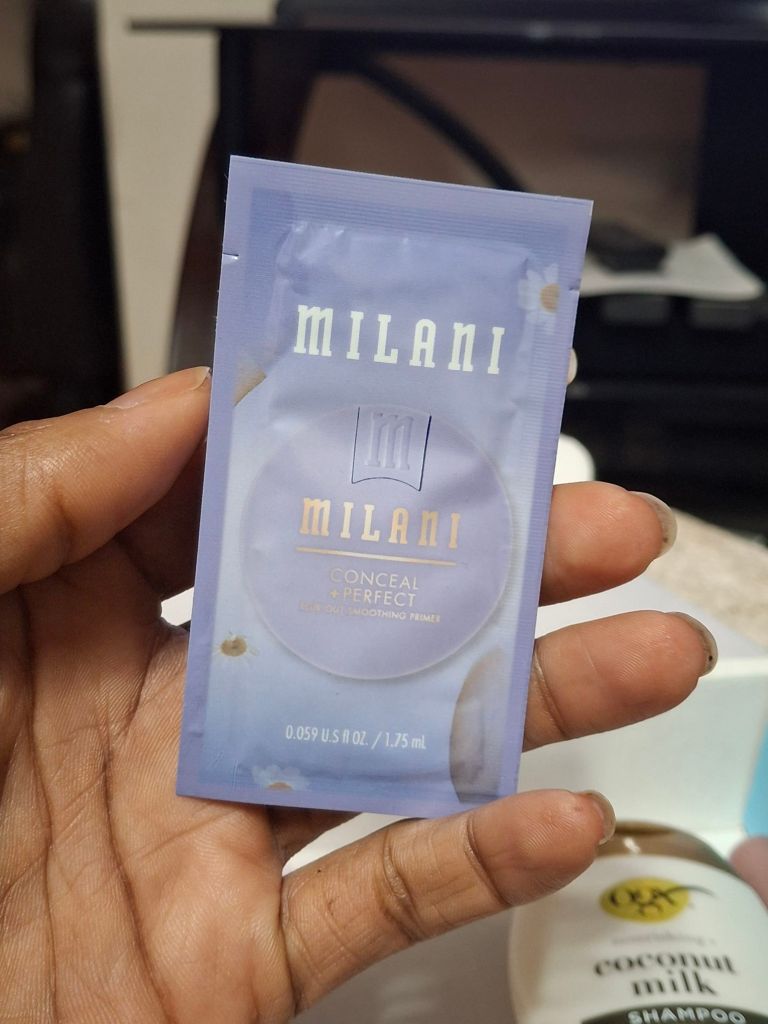 MILANI
m
MILANI
CONCEAL
+PERFECT
BLUR OUT SMOOTHING PRIMER
0.059 U.S fl OZ. / 1.75 mL
ogx
nourishing +
coconut
milk
SHAMPOO